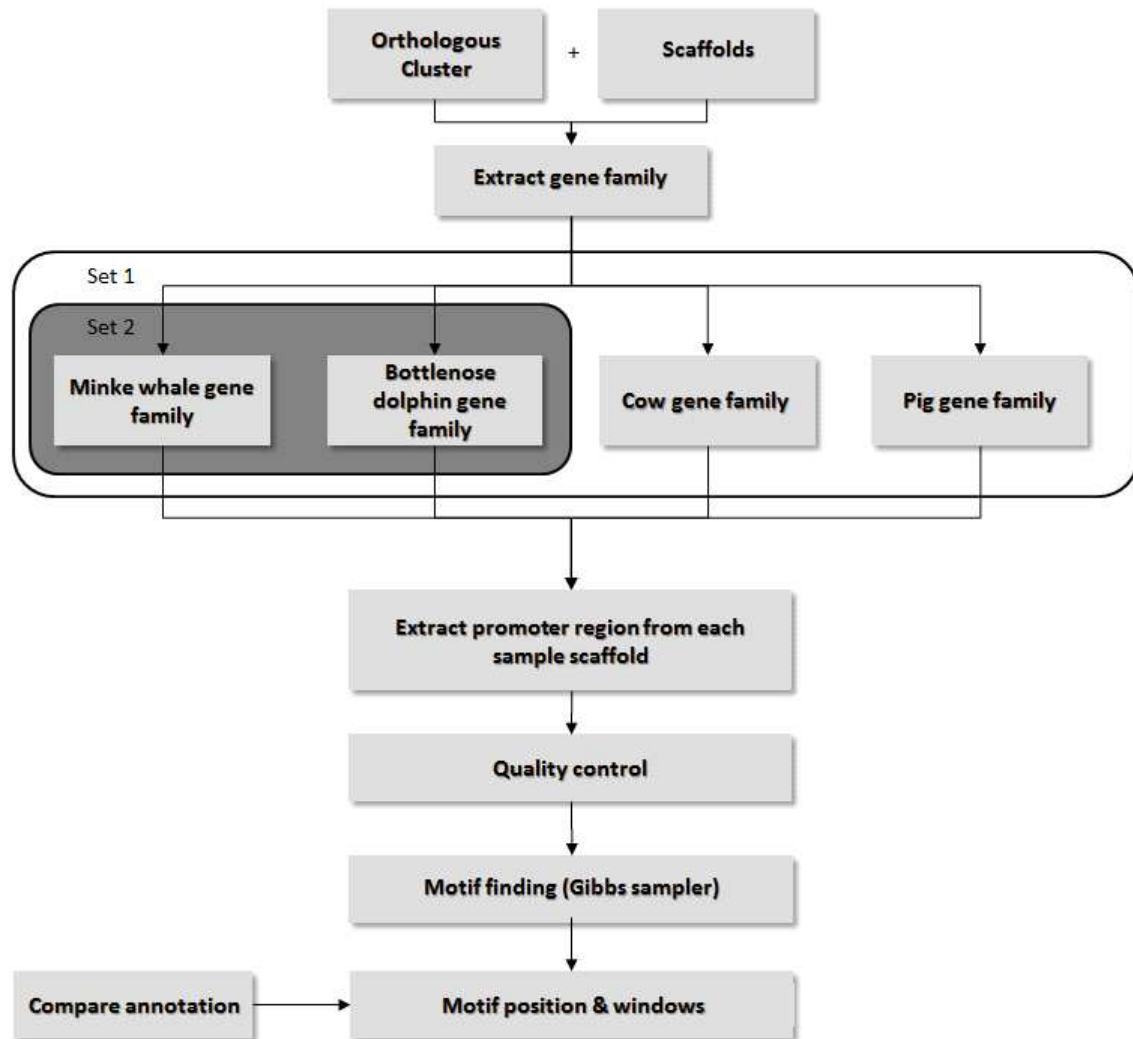 Orthologous
Cluster
+
Scaffolds
Extract gene family
Set 1
Set 2
Minke whale gene
family
Bottlenose
dolphin gene
family
Cow gene family
Pig gene family
Extract promoter region from each
sample scaffold
Quality control
Motif finding (Gibbs sampler)
Compare annotation
Motif position & windows